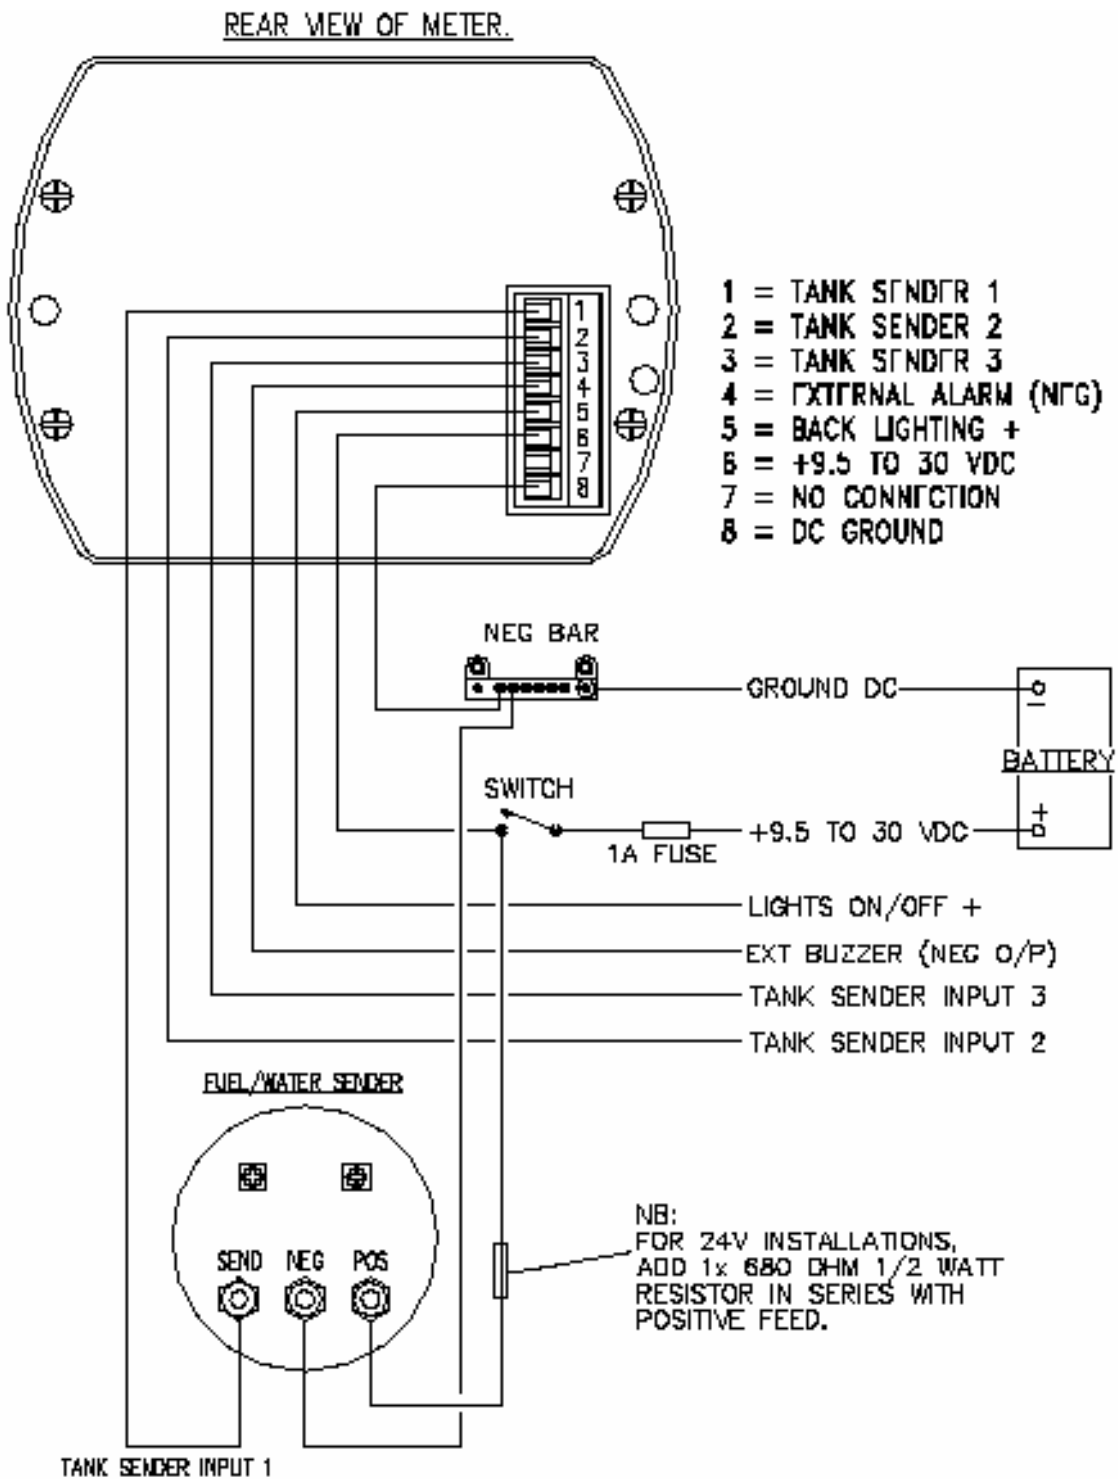 REAR VIEW OF METER.
1
2
3
4
5
6
7
8
1 = TANK SENDER 1
2 = TANK SENDER 2
3 = TANK SENDER 3
4 = EXTERNAL ALARM (NEG)
5 = BACK LIGHTING +
6 = +9.5 TO 30 VDC
7 = NO CONNECTION
8 = DC GROUND
NEG BAR
GROUND DC
−
BATTERY
+
SWITCH
1A FUSE
+9.5 TO 30 VDC
LIGHTS ON/OFF +
EXT BUZZER (NEG O/P)
TANK SENDER INPUT 3
TANK SENDER INPUT 2
FUEL/WATER SENDER
SEND NEG POS
NB:
FOR 24V INSTALLATIONS,
ADD 1x 680 OHM 1/2 WATT
RESISTOR IN SERIES WITH
POSITIVE FEED.
TANK SENDER INPUT 1